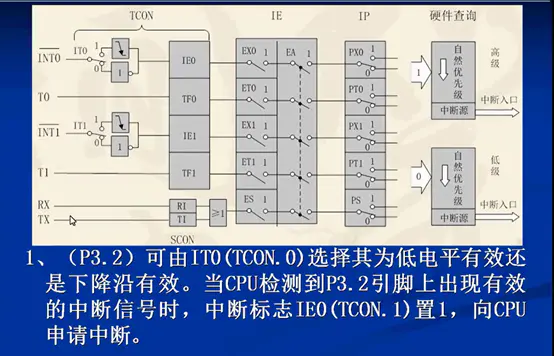 TCON IE IP 硬件查询
INT0 IT0 1 0 1 IE0 EX0 1 EA 1 PX0 1 0 1 自然优先级 高级
T0 TF0 ET0 1 PT0 1 0 中断源 中断入口
INT1 IT1 1 0 1 IE1 EX1 1 PX1 1 0
T1 TF1 ET1 1 PT1 1 0 0 自然优先级 低级
RX RI ≥1 ES 1 PS 1 0 中断源 中断入口
TX TI
SCON
1、（P3.2）可由IT0(TCON.0)选择其为低电平有效还
是下降沿有效。当CPU检测到P3.2引脚上出现有效
的中断信号时，中断标志IE0(TCON.1)置1，向CPU
申请中断。